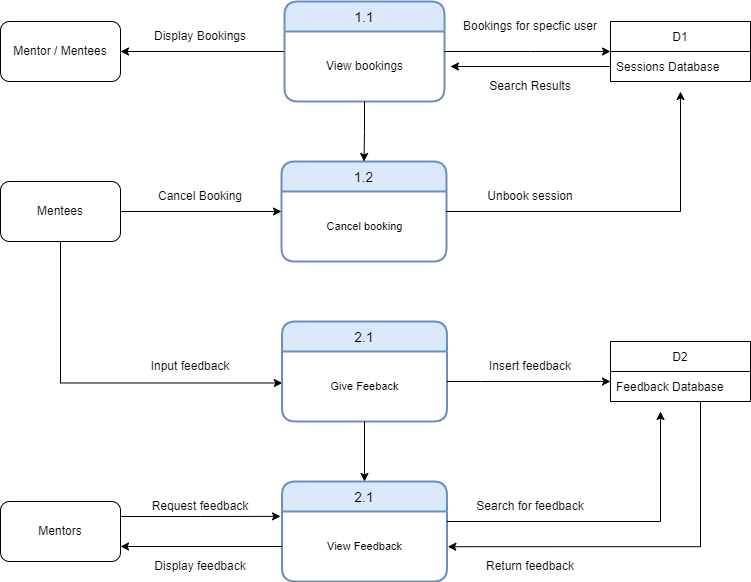 1.1
Bookings for specfic user
Display Bookings
D1
Mentor / Mentees
View bookings
Sessions Database
Search Results
1.2
Cancel Booking
Unbook session
Mentees
Cancel booking
2.1
D2
Input feedback
Insert feedback
Give Feeback
Feedback Database
2.1
Request feedback
Search for feedback
Mentors
View Feedback
Display feedback
Return feedback